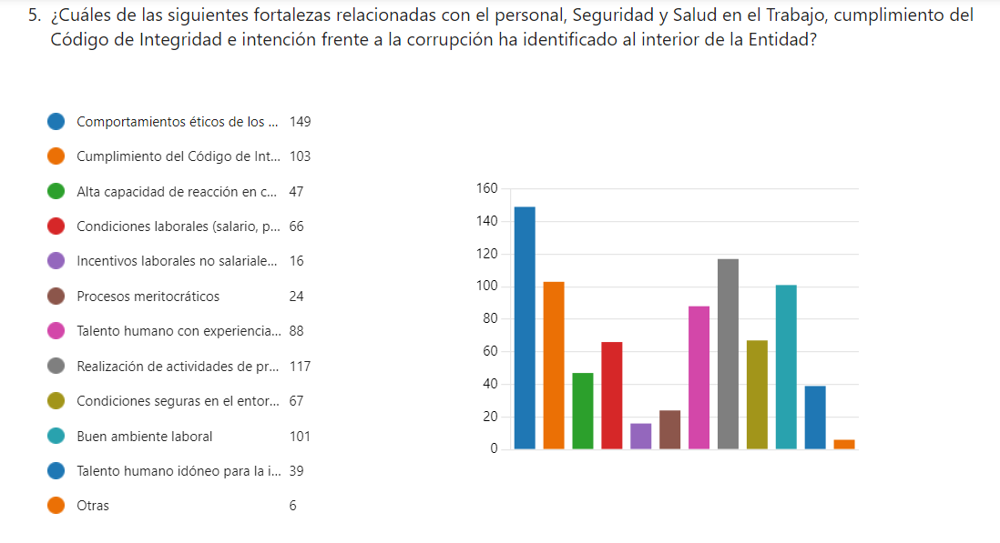 5. ¿Cuáles de las siguientes fortalezas relacionadas con el personal, Seguridad y Salud en el Trabajo, cumplimiento del
Código de Integridad e intención frente a la corrupción ha identificado al interior de la Entidad?
Comportamientos éticos de los ... 149
Cumplimiento del Código de Int... 103
Alta capacidad de reacción en c... 47
Condiciones laborales (salario, p... 66
Incentivos laborales no salariale... 16
Procesos meritocráticos 24
Talento humano con experiencia... 88
Realización de actividades de pr... 117
Condiciones seguras en el entor... 67
Buen ambiente laboral 101
Talento humano idóneo para la i... 39
Otras 6
160
140
120
100
80
60
40
20
0